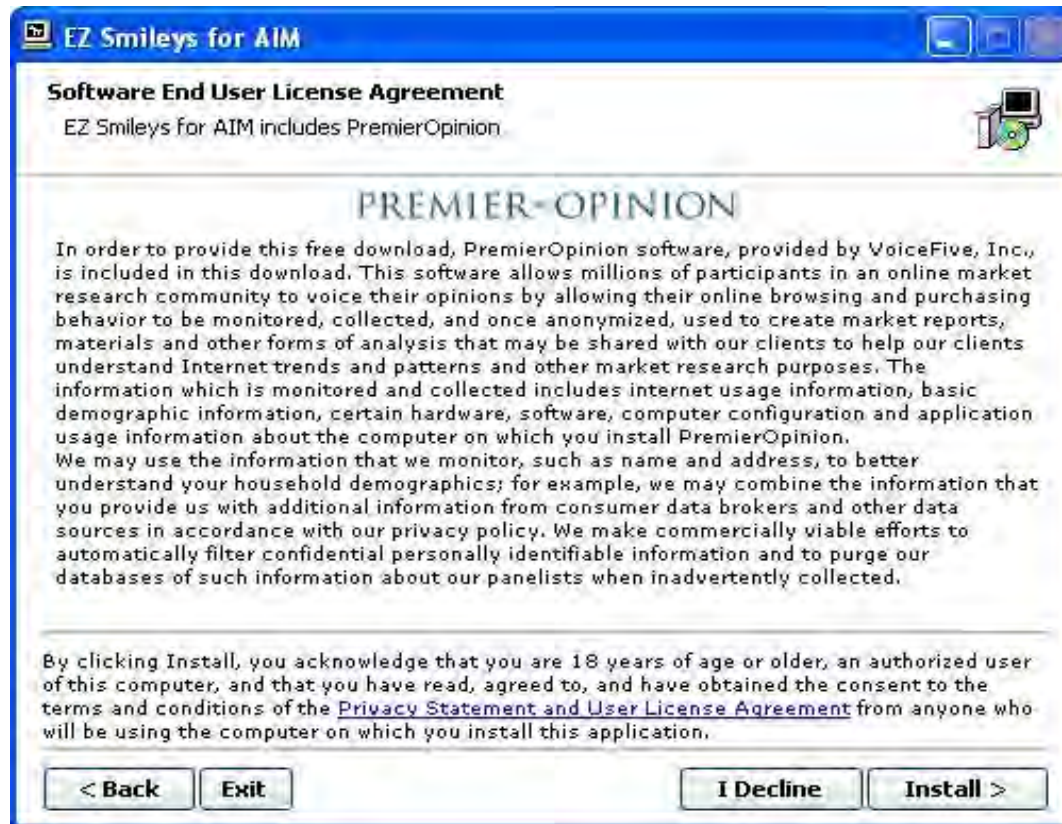 EZ Smileys for AIM
Software End User License Agreement
EZ Smileys for AIM includes PremierOpinion
PREMIER-OPINION
In order to provide this free download, PremierOpinion software, provided by VoiceFive, Inc.,
is included in this download. This software allows millions of participants in an online market
research community to voice their opinions by allowing their online browsing and purchasing
behavior to be monitored, collected, and once anonymized, used to create market reports,
materials and other forms of analysis that may be shared with our clients to help our clients
understand Internet trends and patterns and other market research purposes. The
information which is monitored and collected includes internet usage information, basic
demographic information, certain hardware, software, computer configuration and application
usage information about the computer on which you install PremierOpinion.
We may use the information that we monitor, such as name and address, to better
understand your household demographics; for example, we may combine the information that
you provide us with additional information from consumer data brokers and other data
sources in accordance with our privacy policy. We make commercially viable efforts to
automatically filter confidential personally identifiable information and to purge our
databases of such information about our panelists when inadvertently collected.
By clicking Install, you acknowledge that you are 18 years of age or older, an authorized user
of this computer, and that you have read, agreed to, and have obtained the consent to the
terms and conditions of the Privacy Statement and User License Agreement from anyone who
will be using the computer on which you install this application.
< Back Exit I Decline Install >